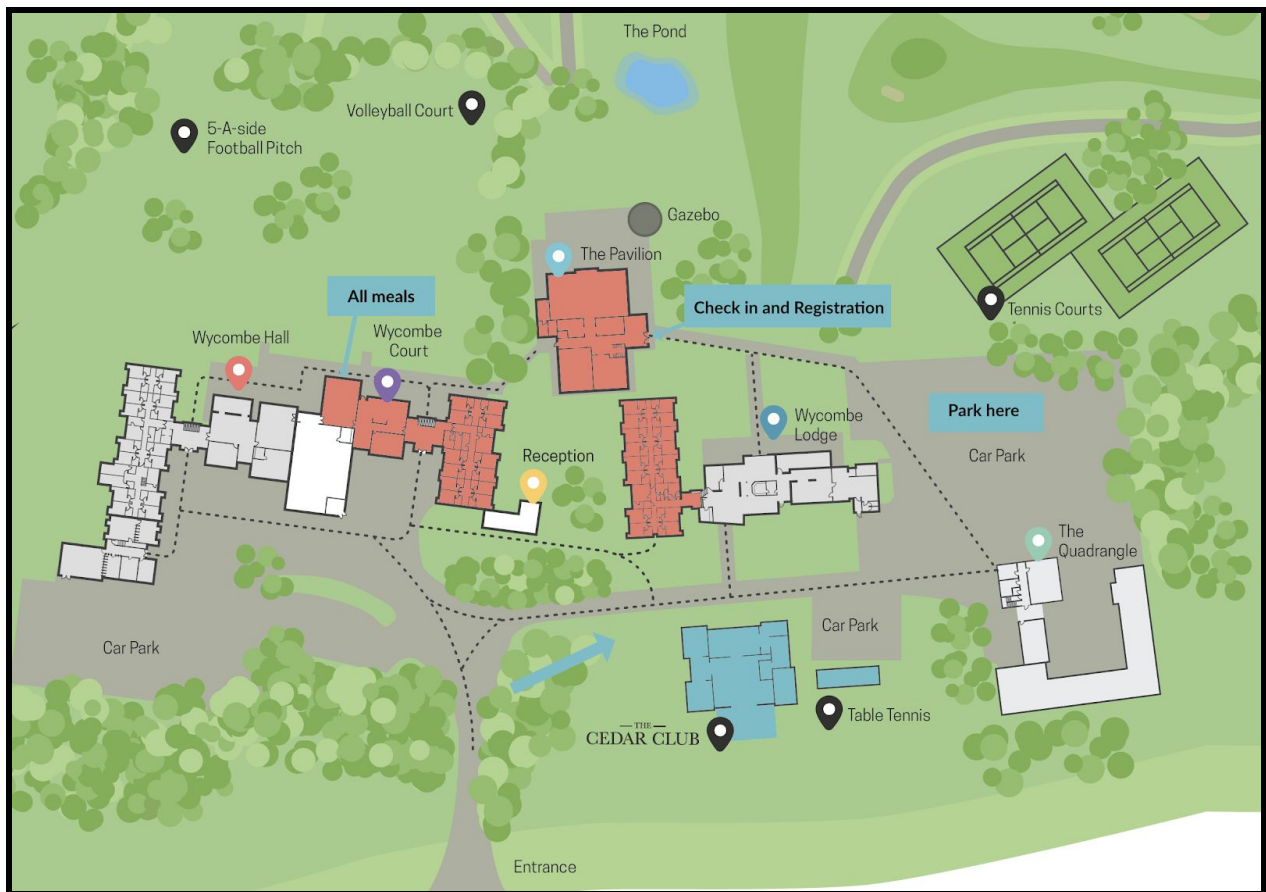 The Pond
Volleyball Court
5-A-side
Football Pitch
Gazebo
The Pavilion
All meals
Check in and Registration
Tennis Courts
Wycombe Hall
Wycombe
Court
Park here
Wycombe
Lodge
Car Park
Reception
The
Quadrangle
Car Park
Car Park
THE
CEDAR CLUB
Table Tennis
Entrance